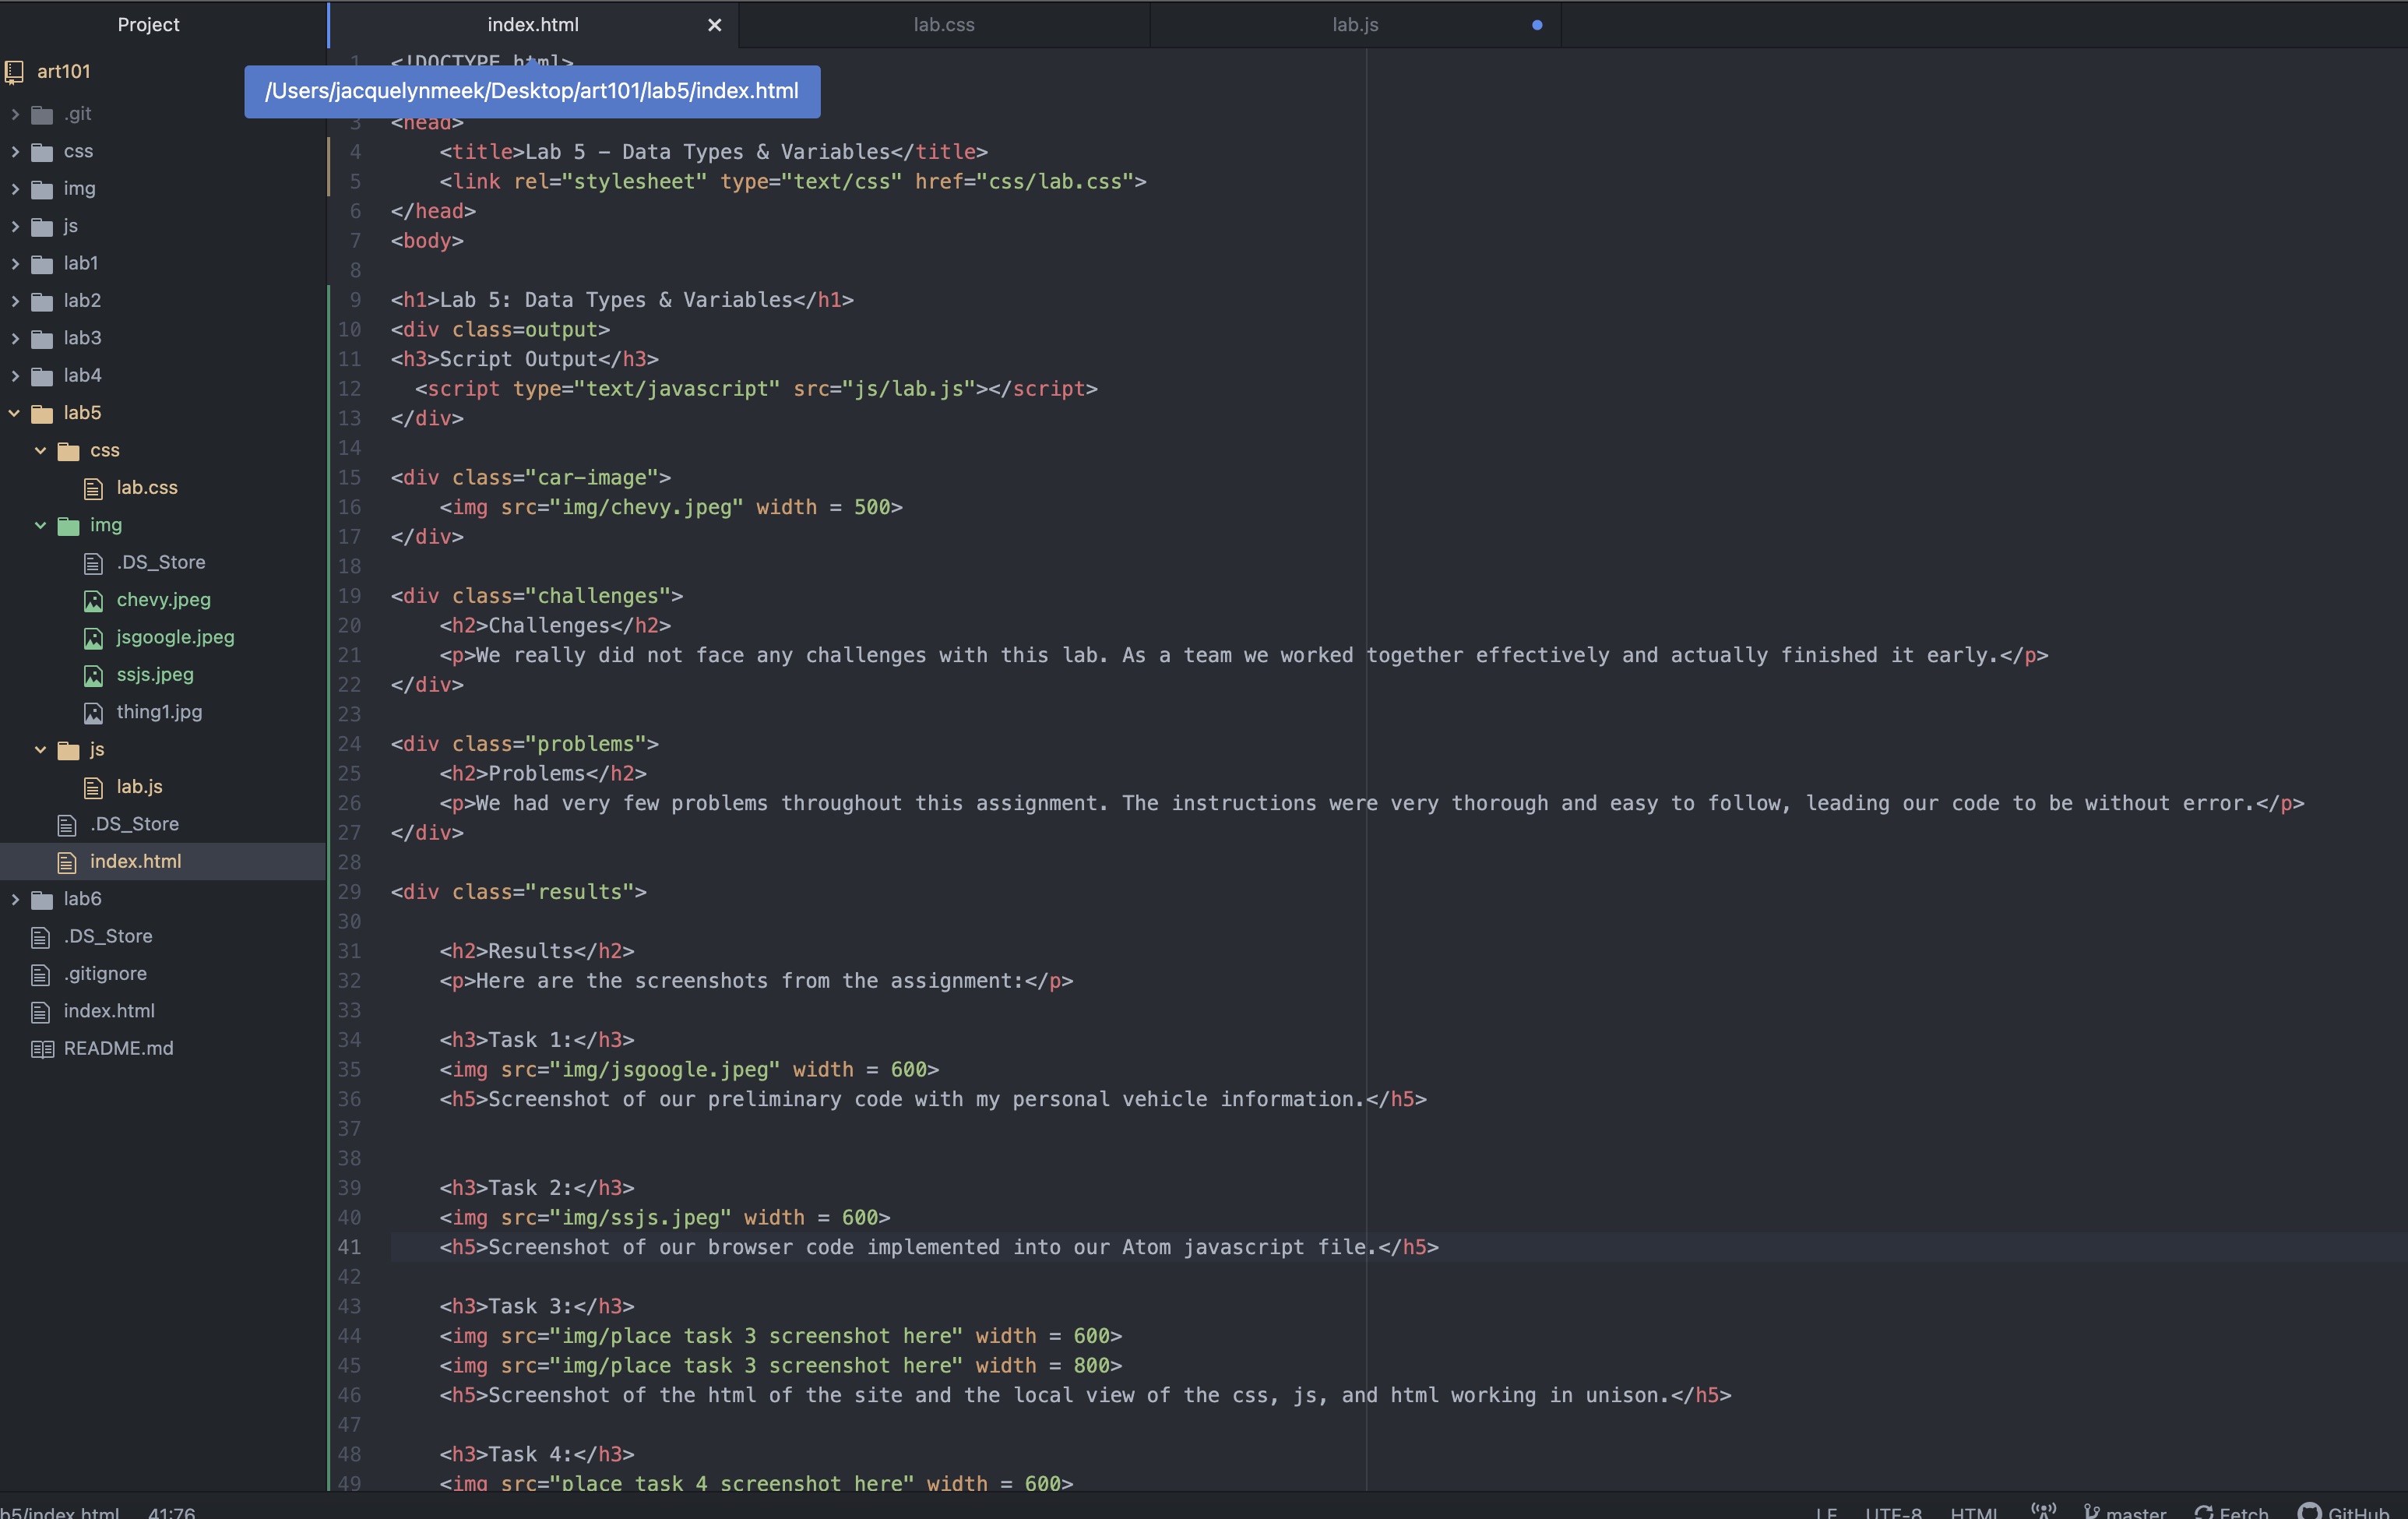 Project
index.html
lab.css
lab.js
/Users/jacquelynmeek/Desktop/art101/lab5/index.html
art101
.git
css
img
js
lab1
lab2
lab3
lab4
lab5
css
lab.css
img
.DS_Store
chevy.jpeg
jsgoogle.jpeg
ssjs.jpeg
thing1.jpg
js
lab.js
.DS_Store
index.html
lab6
.DS_Store
.gitignore
index.html
README.md
1 <!DOCTYPE html>
3 <head>
4 <title>Lab 5 – Data Types & Variables</title>
5 <link rel="stylesheet" type="text/css" href="css/lab.css">
6 </head>
7 <body>
8
9 <h1>Lab 5: Data Types & Variables</h1>
10 <div class=output>
11 <h3>Script Output</h3>
12 <script type="text/javascript" src="js/lab.js"></script>
13 </div>
14
15 <div class="car-image">
16 <img src="img/chevy.jpeg" width = 500>
17 </div>
18
19 <div class="challenges">
20 <h2>Challenges</h2>
21 <p>We really did not face any challenges with this lab. As a team we worked together effectively and actually finished it early.</p>
22 </div>
23
24 <div class="problems">
25 <h2>Problems</h2>
26 <p>We had very few problems throughout this assignment. The instructions were very thorough and easy to follow, leading our code to be without error.</p>
27 </div>
28
29 <div class="results">
30
31 <h2>Results</h2>
32 <p>Here are the screenshots from the assignment:</p>
33
34 <h3>Task 1:</h3>
35 <img src="img/jsgoogle.jpeg" width = 600>
36 <h5>Screenshot of our preliminary code with my personal vehicle information.</h5>
37
38
39 <h3>Task 2:</h3>
40 <img src="img/ssjs.jpeg" width = 600>
41 <h5>Screenshot of our browser code implemented into our Atom javascript file.</h5>
42
43 <h3>Task 3:</h3>
44 <img src="img/place task 3 screenshot here" width = 600>
45 <img src="img/place task 3 screenshot here" width = 800>
46 <h5>Screenshot of the html of the site and the local view of the css, js, and html working in unison.</h5>
47
48 <h3>Task 4:</h3>
49 <img src="place task 4 screenshot here" width = 600>
b5/index.html 41:76 LF UTF-8 HTML master Fetch GitHub